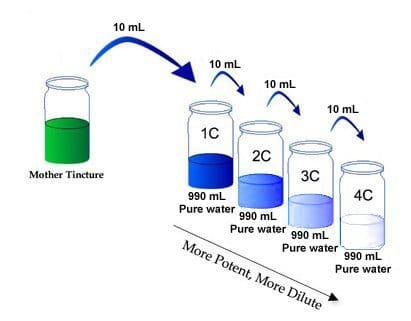 10 mL
10 mL
10 mL
10 mL
1C
2C
3C
4C
Mother Tincture
990 mL
Pure water
990 mL
Pure water
990 mL
Pure water
990 mL
Pure water
More Potent, More Dilute